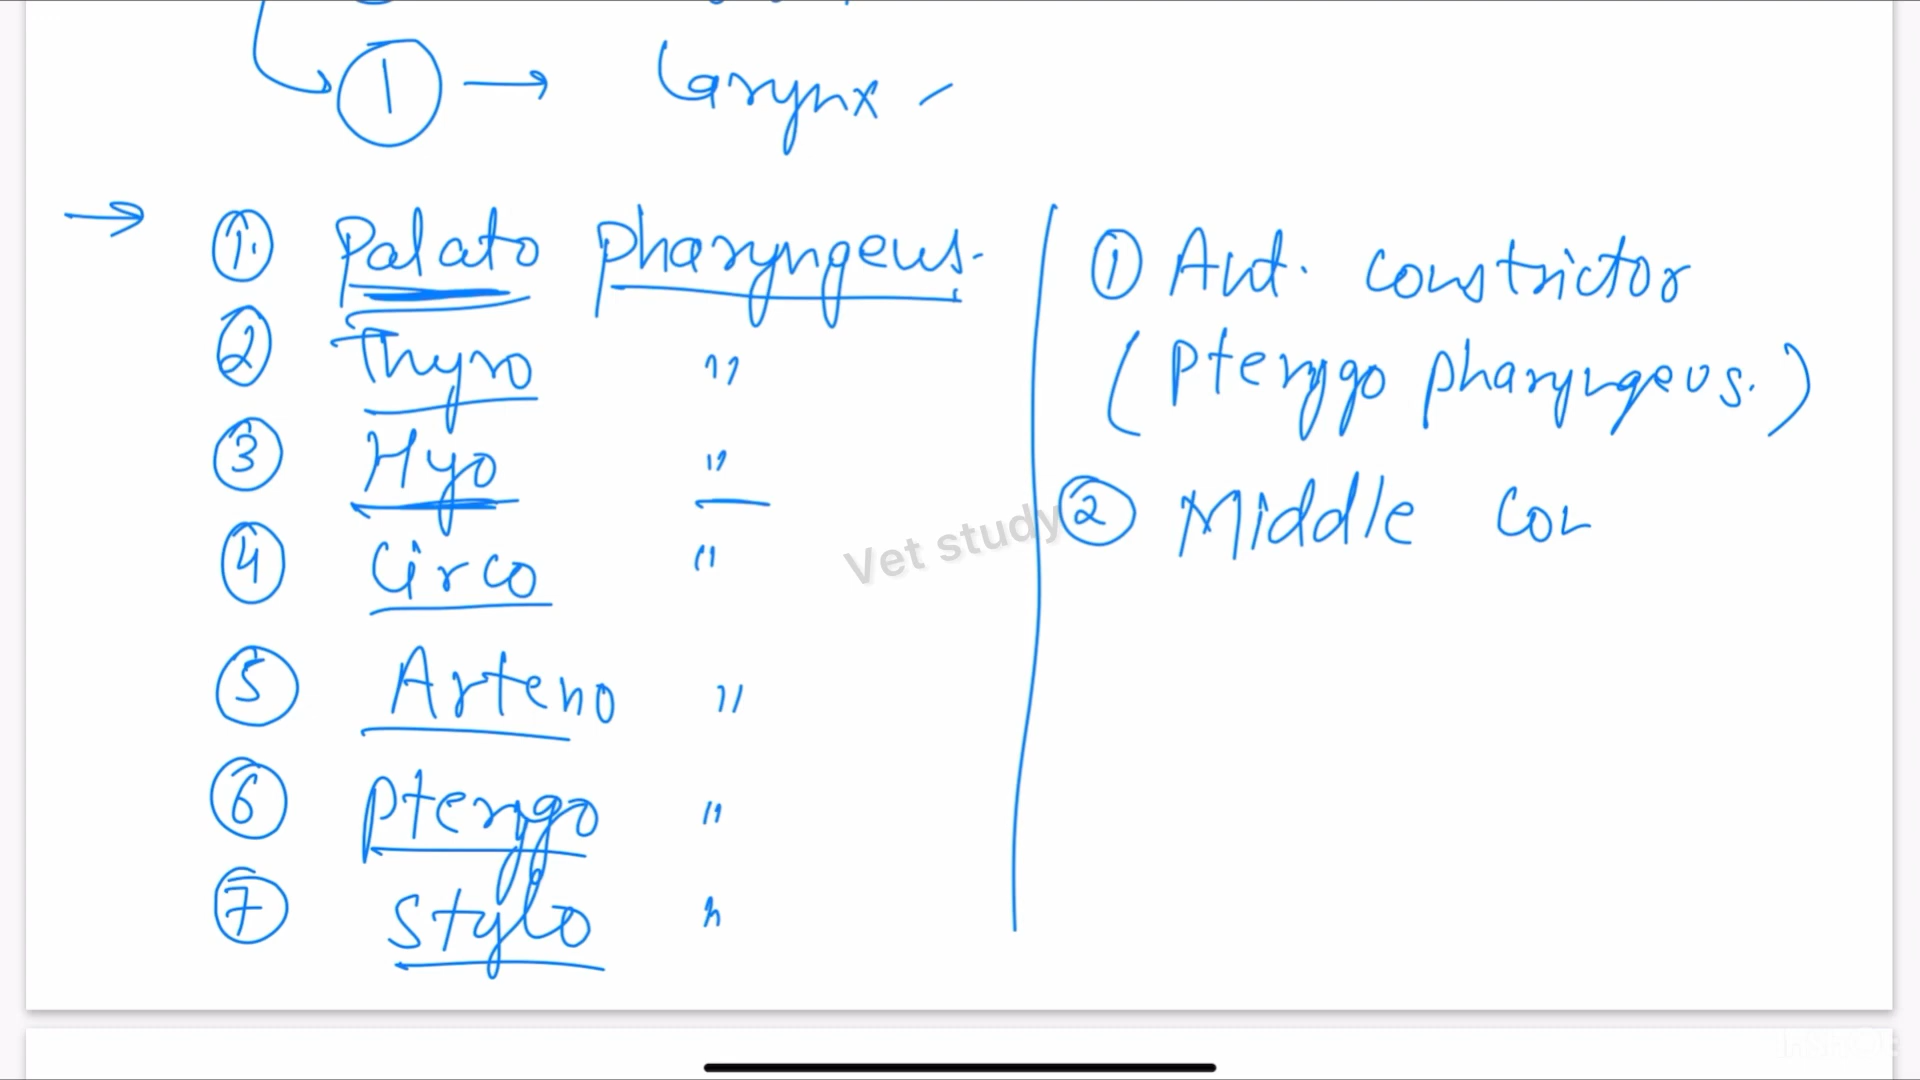 ① → Larynx -
→ ①. Palato pharyngeus.
② Thyro "
③ Hyo "
④ Circo "
⑤ Arteno "
⑥ Pterygo "
⑦ Stylo "
① Ant. constrictor
(Pterygo pharyngeus.)
② Middle con
Vet study